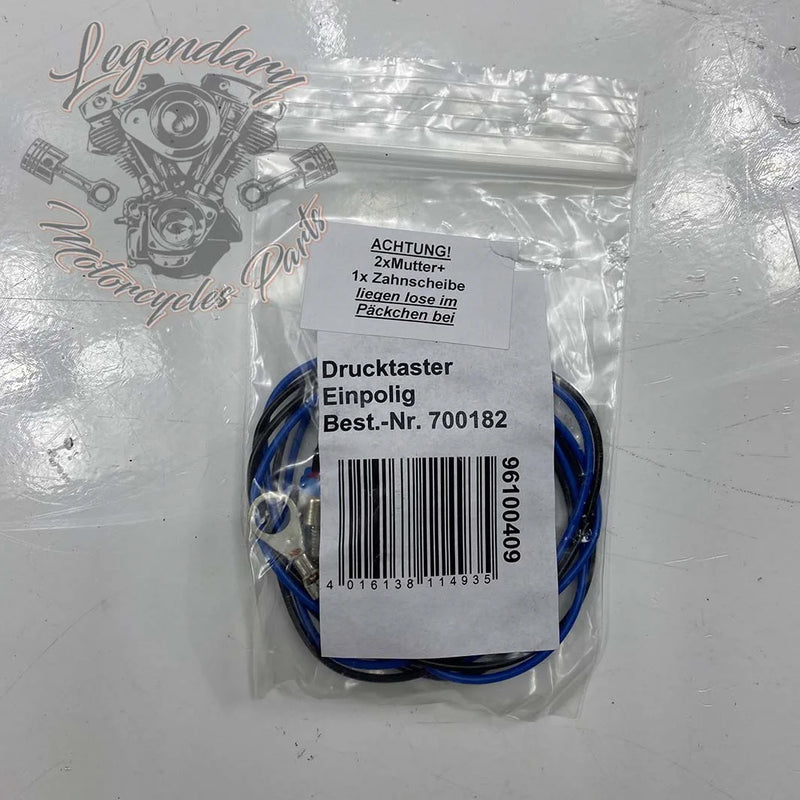 Legendary
Motorcycles Parts
ACHTUNG!
2xMutter+
1x Zahnscheibe
liegen lose im
Päckchen bei
Drucktaster
Einpolig
Best.-Nr. 700182
96100409
4 016138 114935